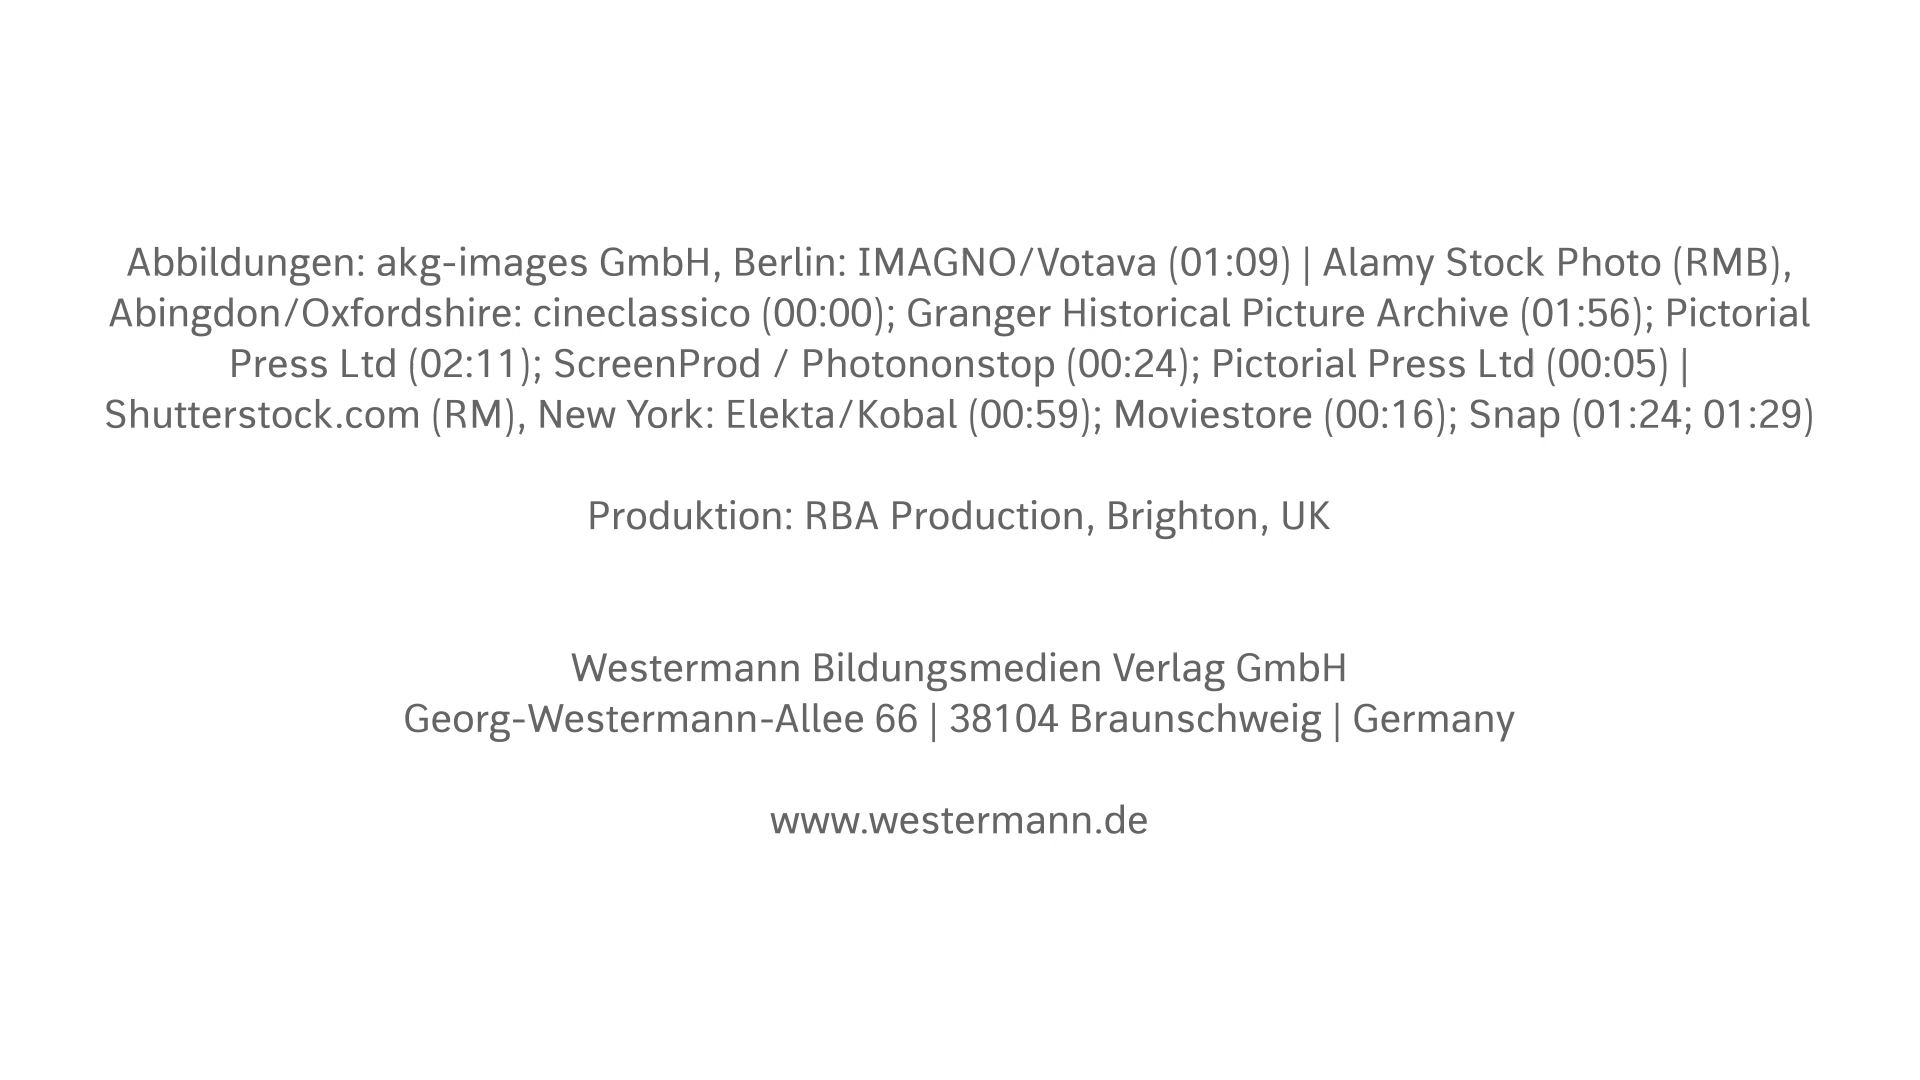 Abbildungen: akg-images GmbH, Berlin: IMAGNO/Votava (01:09) | Alamy Stock Photo (RMB),
Abingdon/Oxfordshire: cineclassico (00:00); Granger Historical Picture Archive (01:56); Pictorial
Press Ltd (02:11); ScreenProd / Photononstop (00:24); Pictorial Press Ltd (00:05) |
Shutterstock.com (RM), New York: Elekta/Kobal (00:59); Moviestore (00:16); Snap (01:24; 01:29)
Produktion: RBA Production, Brighton, UK
Westermann Bildungsmedien Verlag GmbH
Georg-Westermann-Allee 66 | 38104 Braunschweig | Germany
www.westermann.de